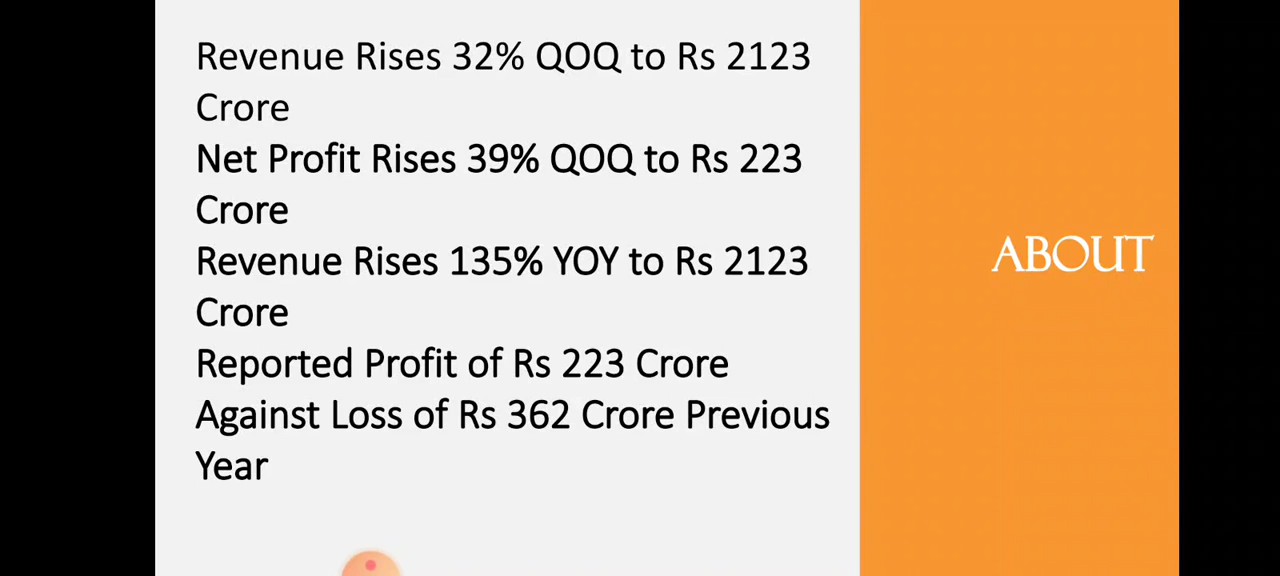 Revenue Rises 32% QOQ to Rs 2123
Crore
Net Profit Rises 39% QOQ to Rs 223
Crore
Revenue Rises 135% YOY to Rs 2123
Crore
Reported Profit of Rs 223 Crore
Against Loss of Rs 362 Crore Previous
Year
ABOUT